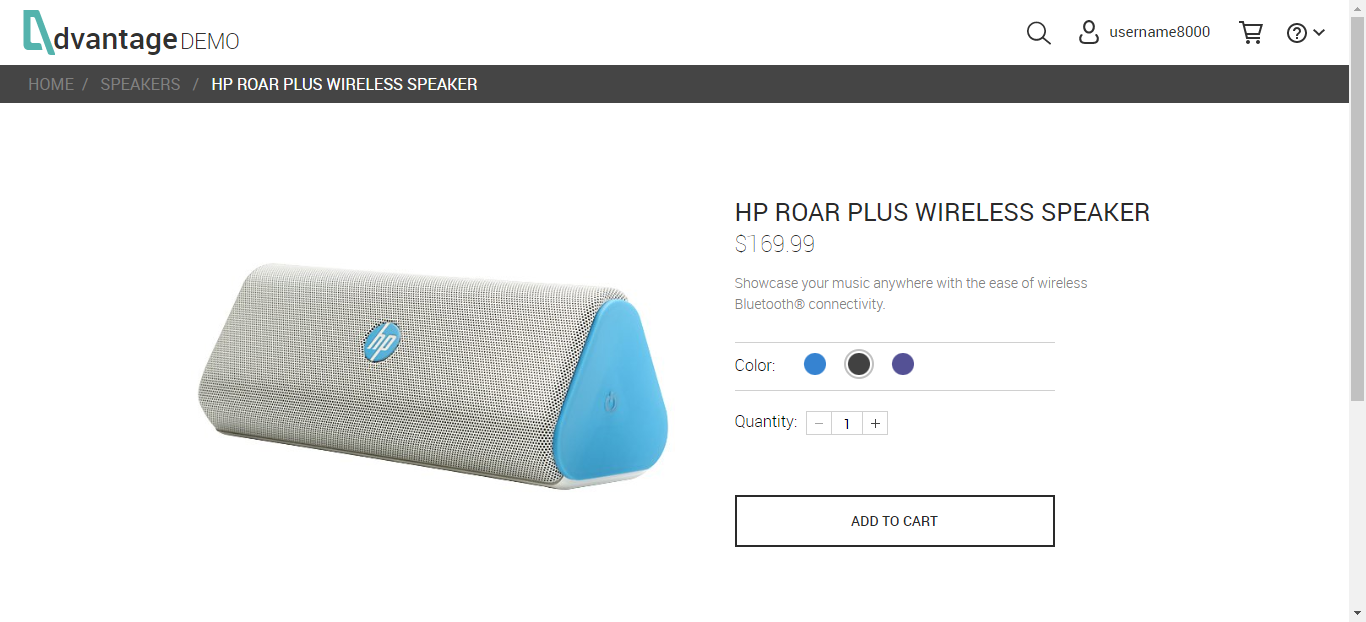 dvantage DEMO
username8000
HOME / SPEAKERS / HP ROAR PLUS WIRELESS SPEAKER
hp
HP ROAR PLUS WIRELESS SPEAKER
$169.99
Showcase your music anywhere with the ease of wireless
Bluetooth® connectivity.
Color:
Quantity: − 1 +
ADD TO CART